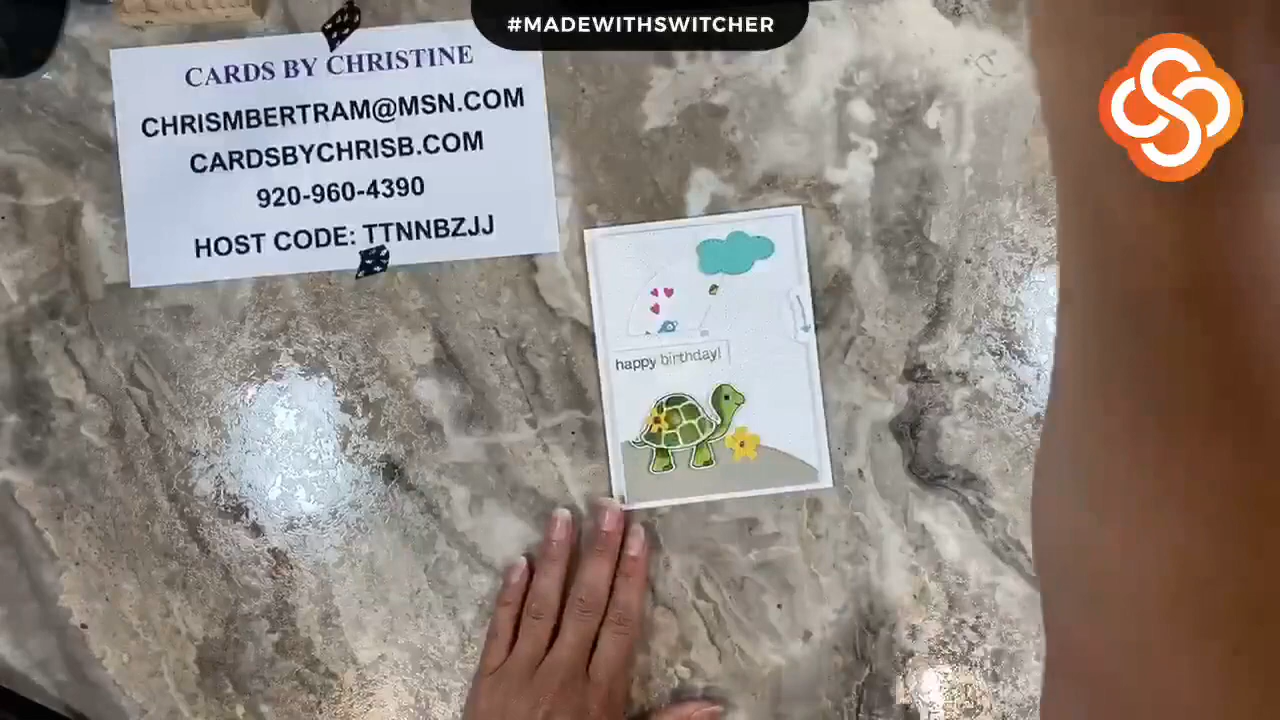 #MADEWITHSWITCHER
CARDS BY CHRISTINE
CHRISMBERTRAM@MSN.COM
CARDSBYCHRISB.COM
920-960-4390
HOST CODE: TTNNBZJJ
happy birthday!